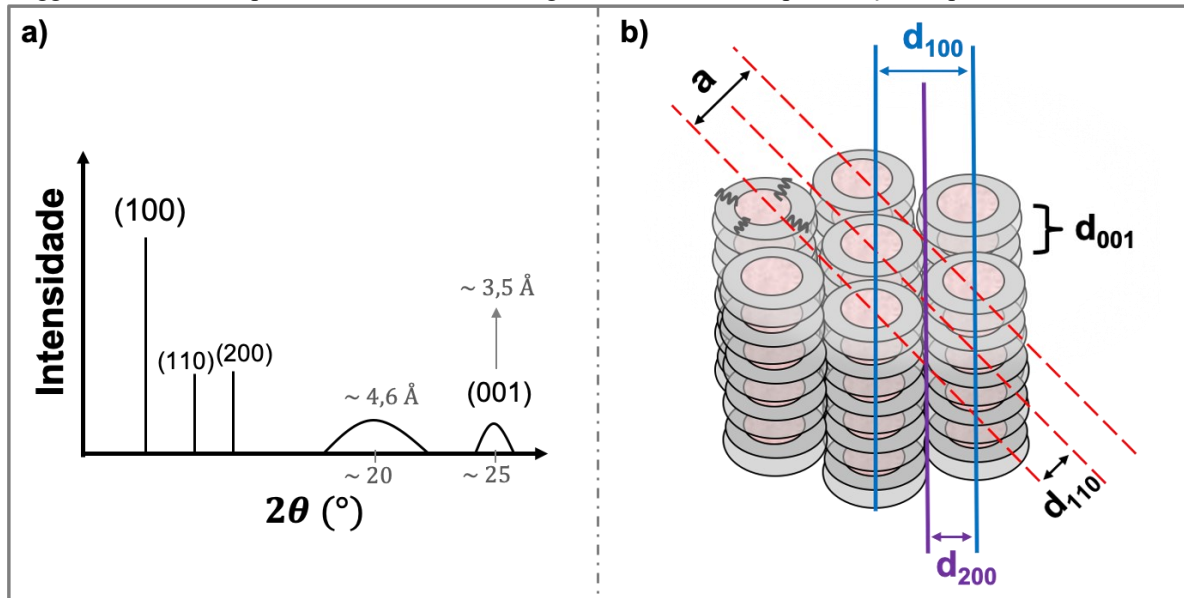 a)
Intensidade
(100)
(110)
(200)
~ 4,6 Å
~ 3,5 Å
(001)
~ 20
~ 25
2θ (°)
b)
d100
a
d001
d110
d200